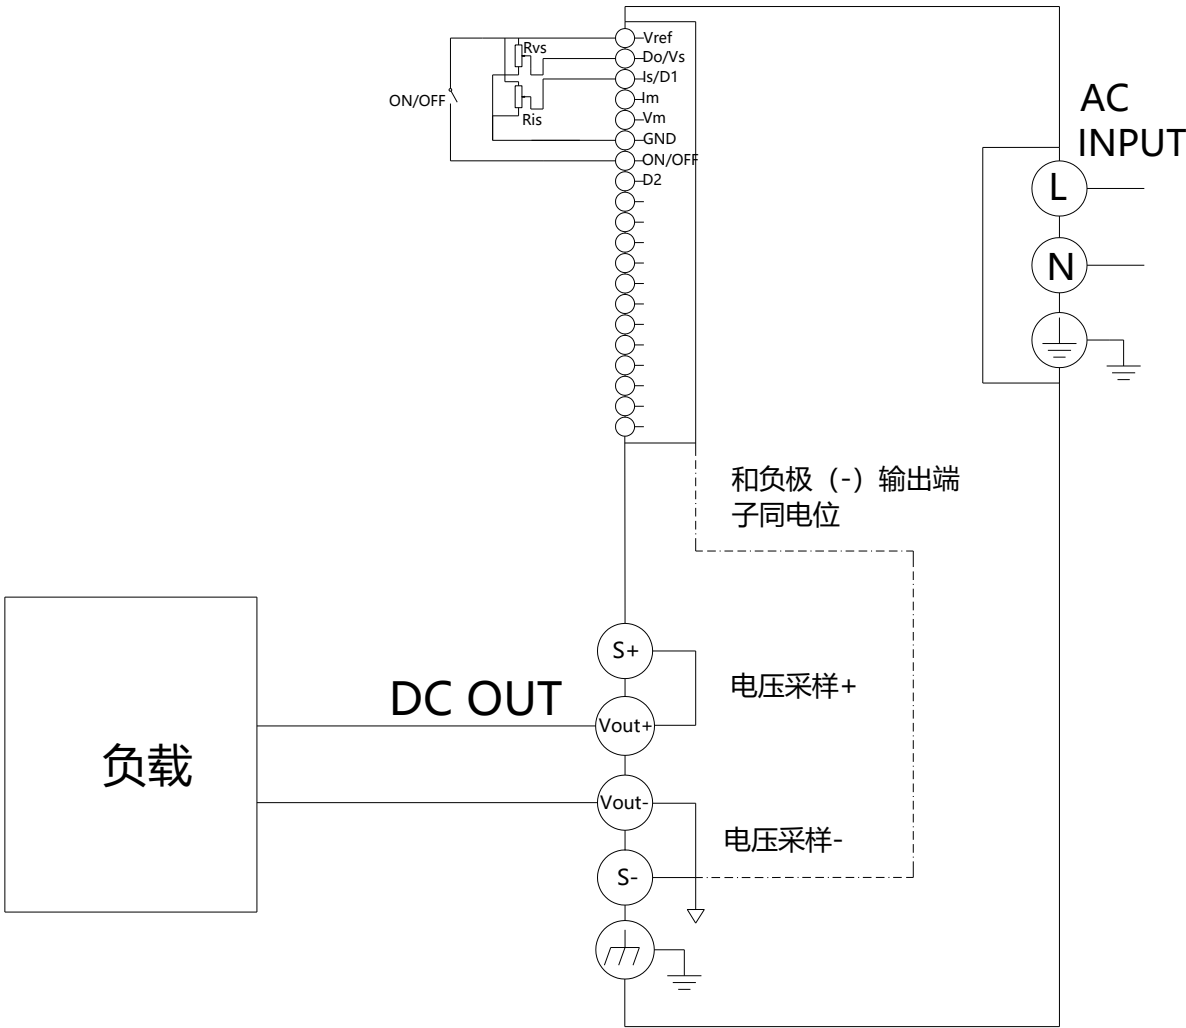 Vref
Rvs
Do/Vs
Is/D1
ON/OFF
Im
Ris
Vm
GND
ON/OFF
D2
AC
INPUT
L
N
和负极（-）输出端
子同电位
S+
电压采样+
DC OUT
Vout+
负载
Vout-
电压采样-
S-